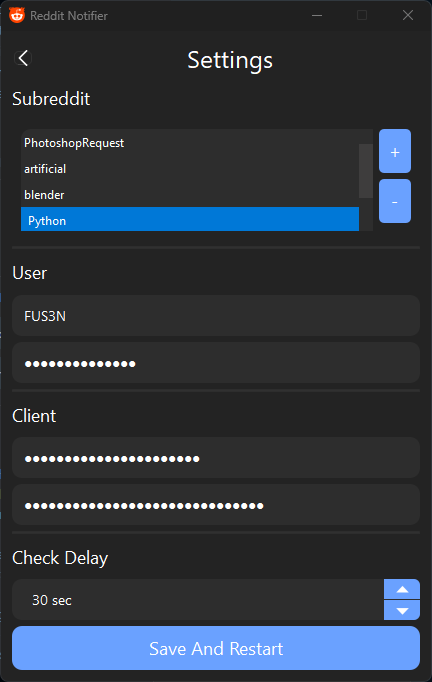 Reddit Notifier
Settings
Subreddit
PhotoshopRequest
artificial
blender
Python
+
-
User
FUS3N
●●●●●●●●●●●●●●
Client
●●●●●●●●●●●●●●●●●●●●●●
●●●●●●●●●●●●●●●●●●●●●●●●●●●●●●
Check Delay
30 sec
Save And Restart